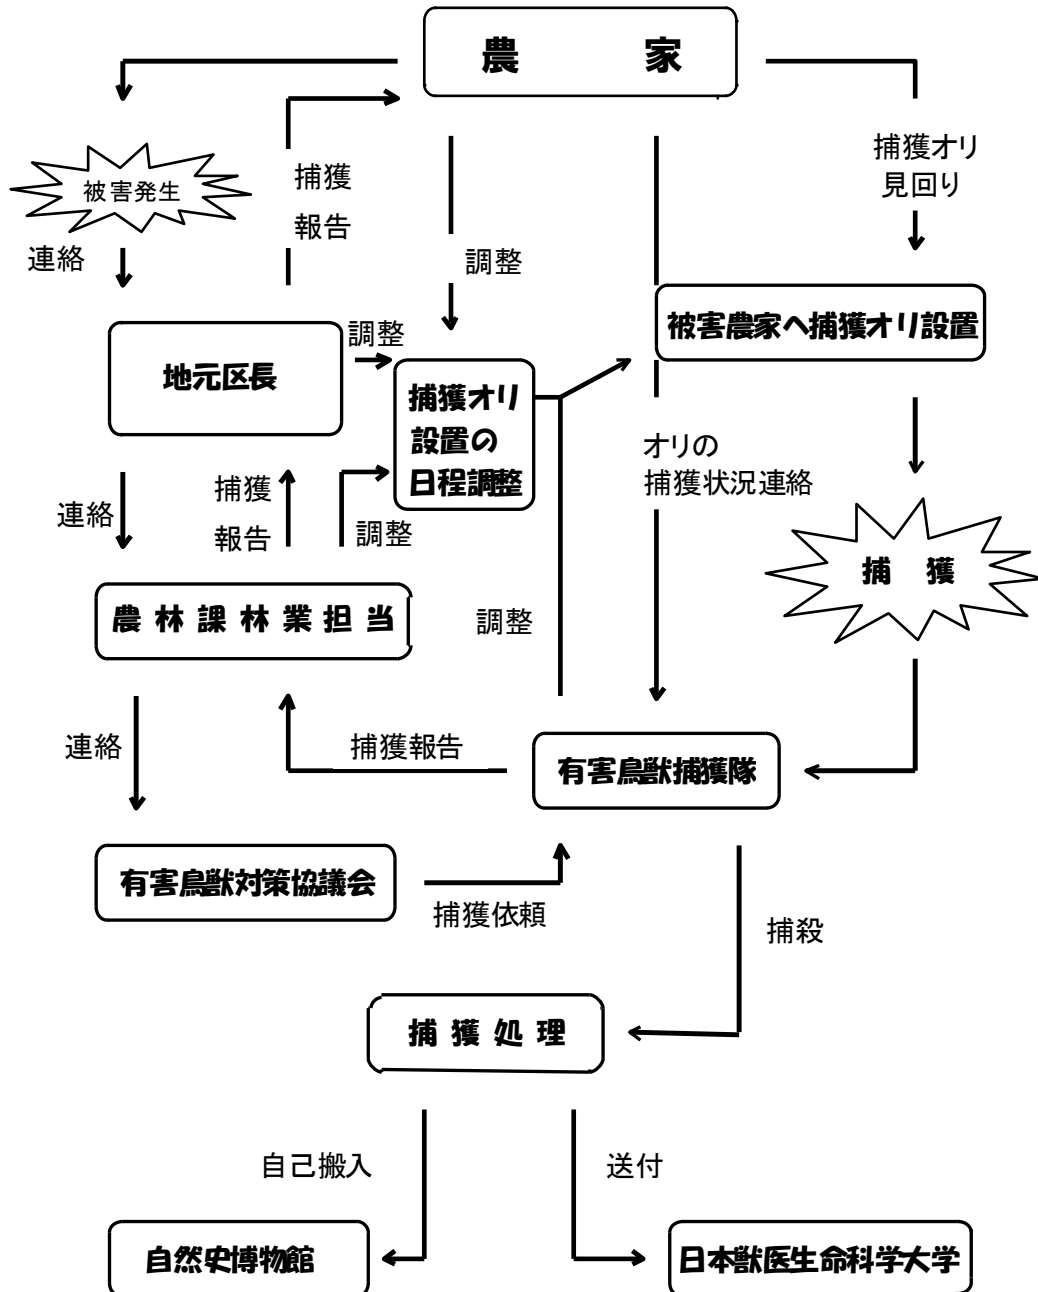 農　家
捕獲オリ
見回り
捕獲
報告
被害発生
連絡
調整
被害農家へ捕獲オリ設置
調整
地元区長
捕獲オリ
設置の
日程調整
オリの
捕獲状況連絡
連絡
捕獲
報告
調整
捕　獲
農林課林業担当
調整
連絡
捕獲報告
有害鳥獣捕獲隊
有害鳥獣対策協議会
捕獲依頼
捕殺
捕獲処理
自己搬入
送付
自然史博物館
日本獣医生命科学大学